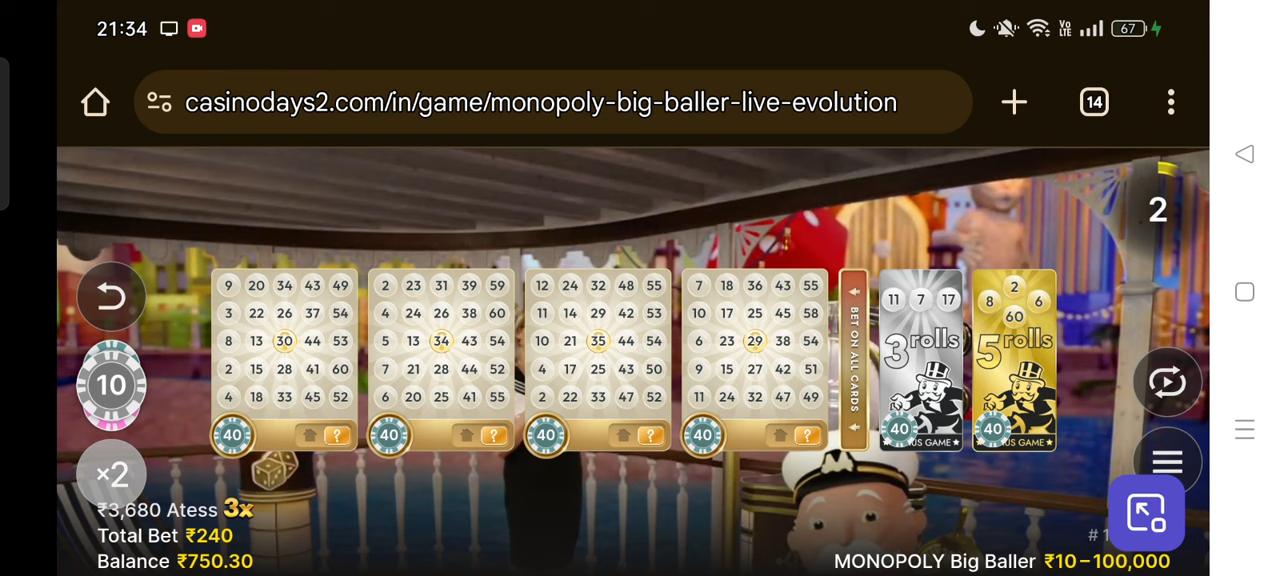 21:34
Vo
LTE
67
casinodays2.com/in/game/monopoly-big-baller-live-evolution
14
2
9 20 34 43 49
3 22 26 37 54
8 13 30 44 53
2 15 28 41 60
4 18 33 45 52
40
?
2 23 31 39 59
4 24 26 38 60
5 13 34 43 54
7 21 28 44 52
6 20 25 41 55
40
?
12 24 32 48 55
11 14 29 42 53
10 21 35 44 54
4 17 25 43 50
2 22 33 47 52
40
?
7 18 36 43 55
10 17 25 45 58
6 23 29 38 54
9 15 27 42 51
11 24 32 47 49
40
?
BET ON ALL CARDS
11 7 17
3 rolls
40
US GAME
2
8 6
60
5 rolls
40
US GAME
10
×2
₹3,680 Atess 3x
Total Bet ₹240
Balance ₹750.30
MONOPOLY Big Baller ₹10–100,000